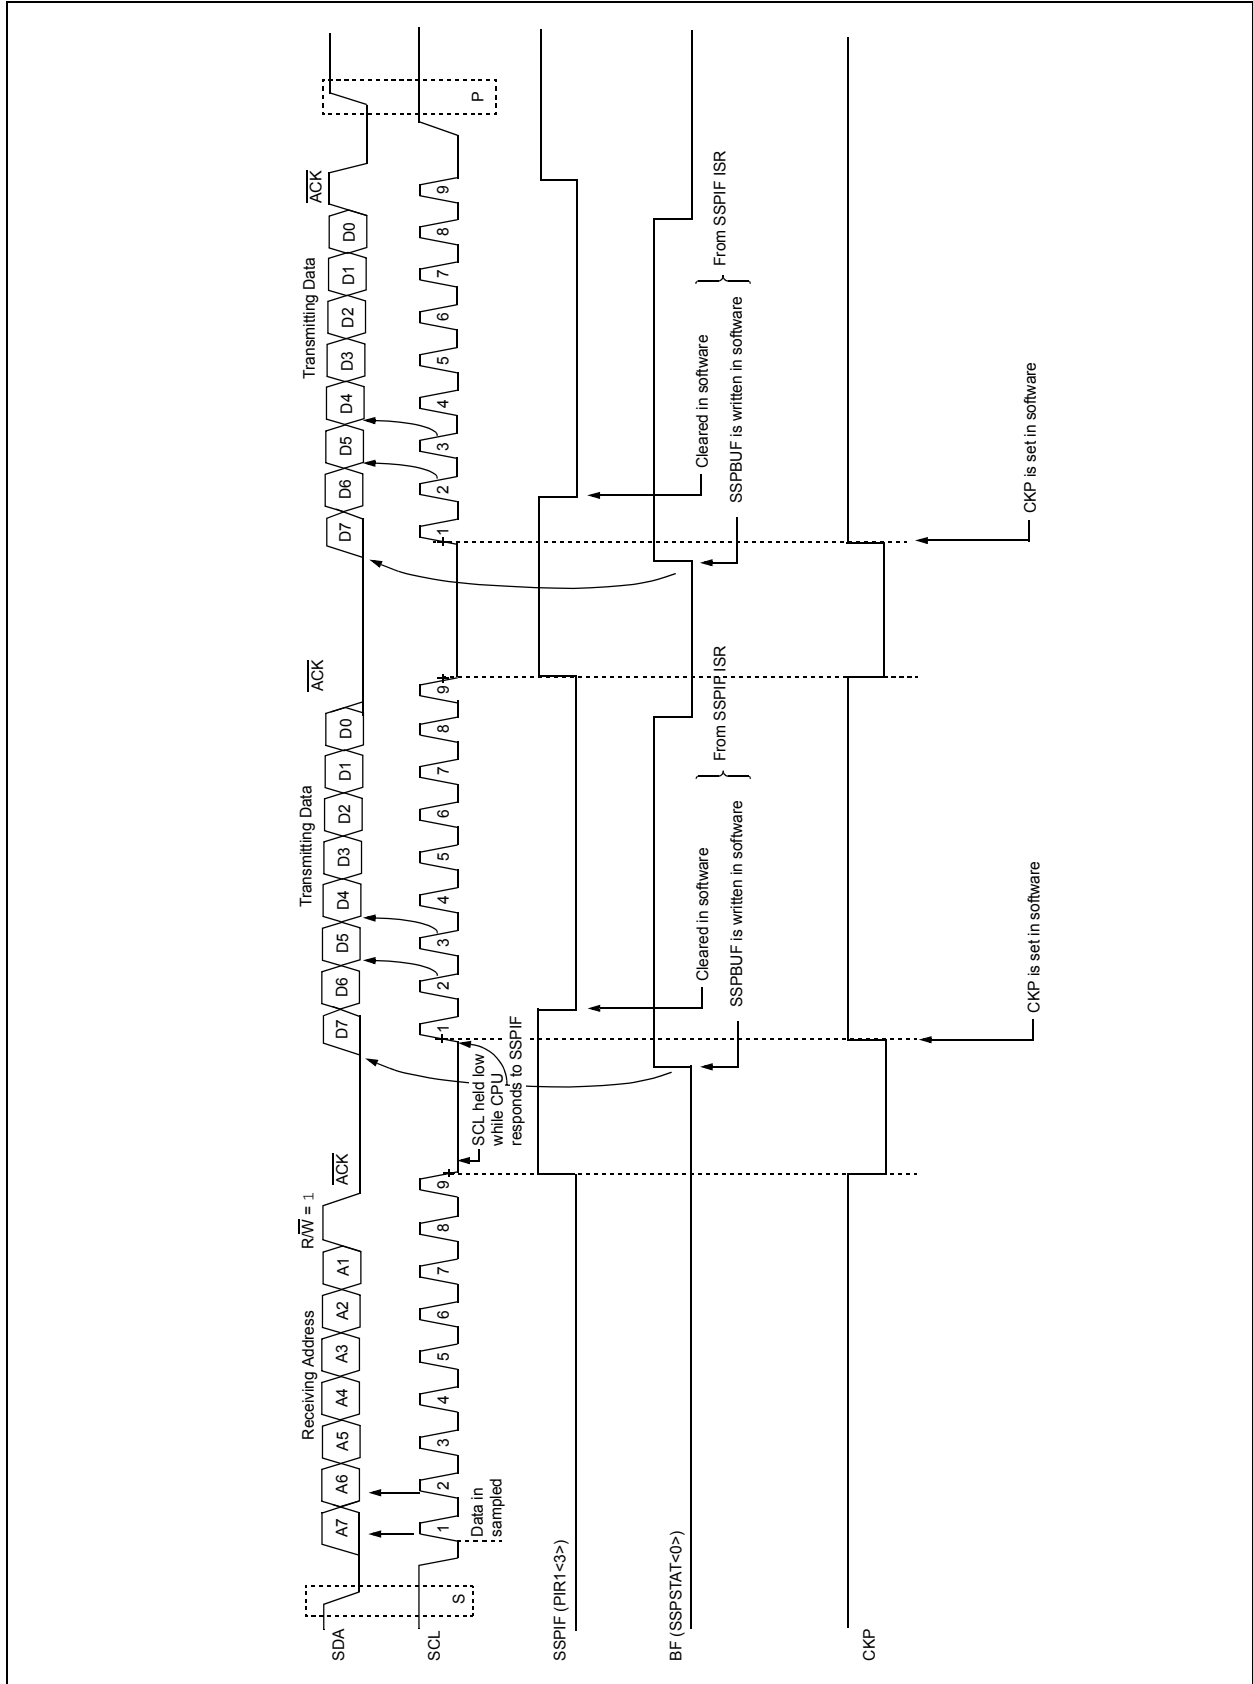 Receiving Address
R/W = 1
ACK
Transmitting Data
ACK
Transmitting Data
ACK
SDA
A7 A6 A5 A4 A3 A2 A1
D7 D6 D5 D4 D3 D2 D1 D0
D7 D6 D5 D4 D3 D2 D1 D0
SCL
1 2 3 4 5 6 7 8 9
1 2 3 4 5 6 7 8 9
1 2 3 4 5 6 7 8 9
S
Data in
sampled
SCL held low
while CPU
responds to SSPIF
P
SSPIF (PIR1<3>)
BF (SSPSTAT<0>)
Cleared in software
SSPBUF is written in software
From SSPIF ISR
Cleared in software
SSPBUF is written in software
From SSPIF ISR
CKP
CKP is set in software
CKP is set in software